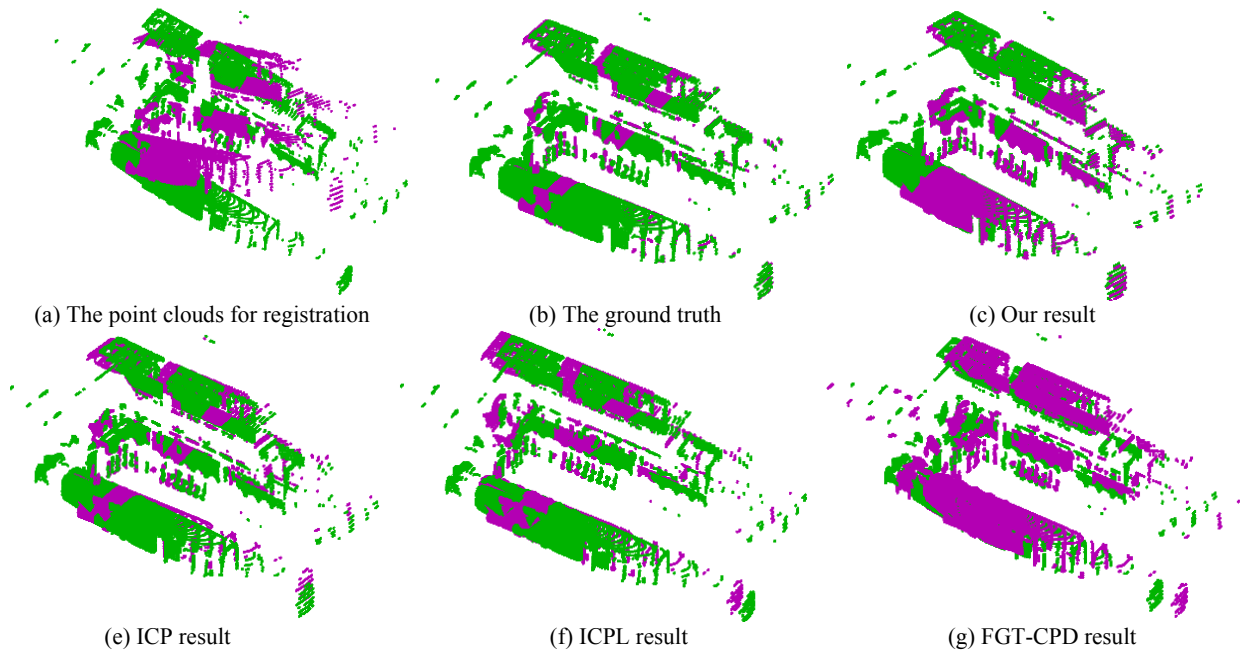 (a) The point clouds for registration
(b) The ground truth
(c) Our result
(e) ICP result
(f) ICPL result
(g) FGT-CPD result